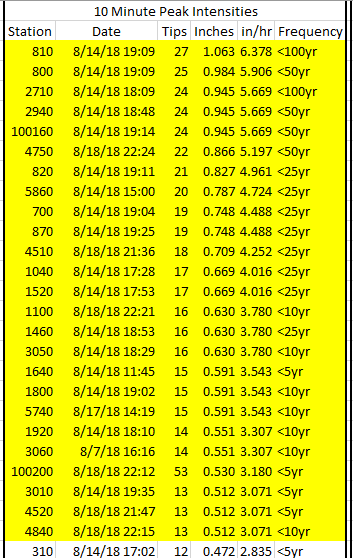 10 Minute Peak Intensities
Station Date Tips Inches in/hr Frequency
810 8/14/18 19:09 27 1.063 6.378 <100yr
800 8/14/18 19:09 25 0.984 5.906 <50yr
2710 8/14/18 18:09 24 0.945 5.669 <100yr
2940 8/14/18 18:48 24 0.945 5.669 <50yr
100160 8/14/18 19:14 24 0.945 5.669 <50yr
4750 8/18/18 22:24 22 0.866 5.197 <50yr
820 8/14/18 19:11 21 0.827 4.961 <25yr
5860 8/14/18 15:00 20 0.787 4.724 <25yr
700 8/14/18 19:04 19 0.748 4.488 <25yr
870 8/14/18 19:25 19 0.748 4.488 <25yr
4510 8/18/18 21:36 18 0.709 4.252 <25yr
1040 8/14/18 17:28 17 0.669 4.016 <25yr
1520 8/14/18 17:53 17 0.669 4.016 <25yr
1100 8/18/18 22:21 16 0.630 3.780 <10yr
1460 8/14/18 18:53 16 0.630 3.780 <25yr
3050 8/14/18 18:29 16 0.630 3.780 <10yr
1640 8/14/18 11:45 15 0.591 3.543 <5yr
1800 8/14/18 19:02 15 0.591 3.543 <10yr
5740 8/17/18 14:19 15 0.591 3.543 <10yr
1920 8/14/18 18:10 14 0.551 3.307 <10yr
3060 8/7/18 16:16 14 0.551 3.307 <10yr
100200 8/18/18 22:12 53 0.530 3.180 <5yr
3010 8/14/18 19:35 13 0.512 3.071 <5yr
4520 8/18/18 21:47 13 0.512 3.071 <5yr
4840 8/18/18 22:15 13 0.512 3.071 <10yr
310 8/14/18 17:02 12 0.472 2.835 <5yr